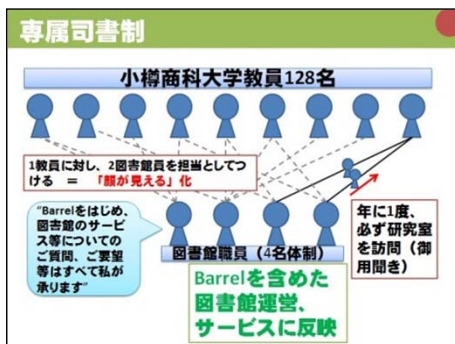 専属司書制
小樽商科大学教員128名
1教員に対し、2図書館員を担当としてつ
ける = 「顔が見える」化
“Barrelをはじめ、
図書館のサービ
ス等についての
ご質問、ご要望
等はすべて私が
承ります”
図書館職員（4名体制）
年に1度、
必ず研究室
を訪問（御
用聞き）
Barrelを含めた
図書館運営、
サービスに反映